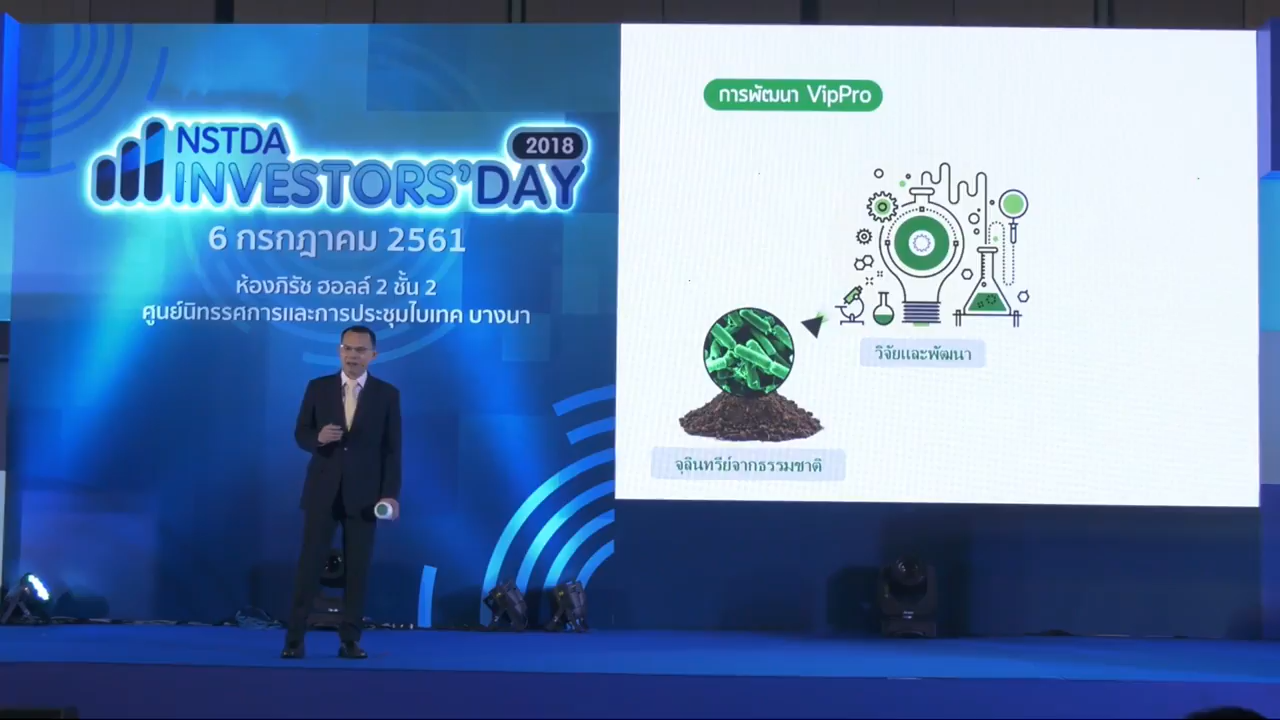 NSTDA
2018
INVESTORS' DAY
6 กรกฎาคม 2561
ห้องภิรัช ฮอลล์ 2 ชั้น 2
ศูนย์นิทรรศการและการประชุมไบเทค บางนา
การพัฒนา VipPro
วิจัยและพัฒนา
จุลินทรีย์จากธรรมชาติ